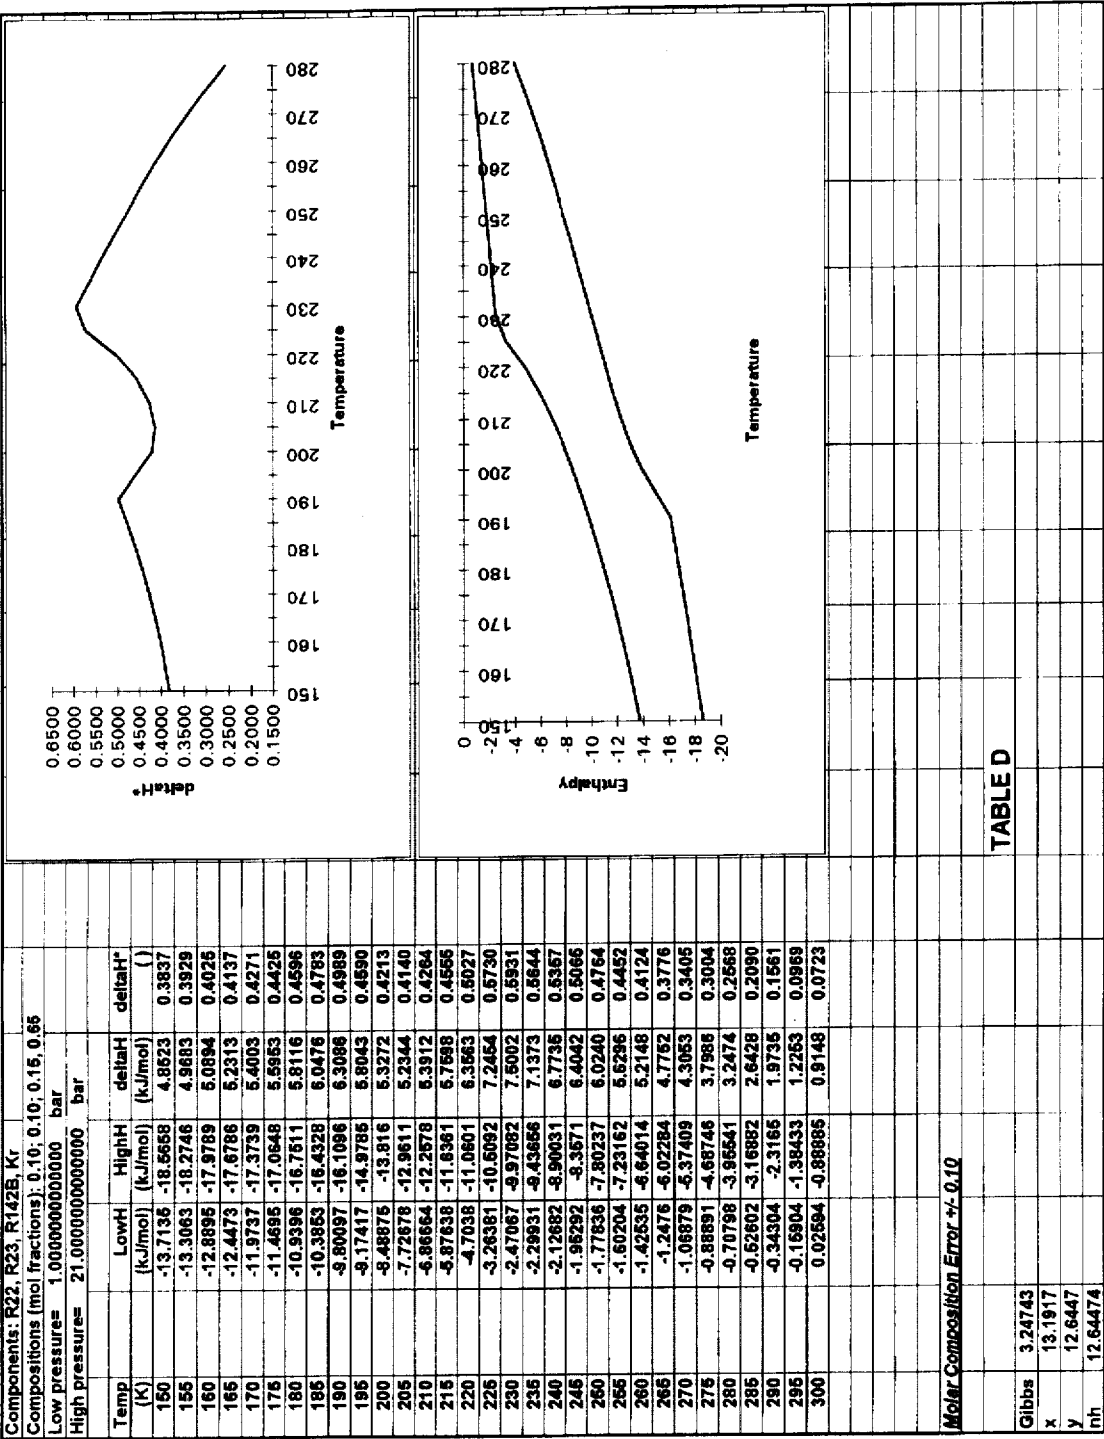 Components: R22, R23, R142B, Kr
Compositions (mol fractions): 0.10; 0.10; 0.15, 0.65
Low pressure= 1.00000000000000 bar
High pressure= 21.00000000000000 bar
Temp LowH HighH deltaH deltaH*
(K) (kJ/mol) (kJ/mol) (kJ/mol) ( )
150 -13.7135 -18.5658 4.8523 0.3837
155 -13.3063 -18.2746 4.9683 0.3929
160 -12.8895 -17.9789 5.0894 0.4025
165 -12.4473 -17.6786 5.2313 0.4137
170 -11.9737 -17.3739 5.4003 0.4271
175 -11.4695 -17.0648 5.5953 0.4425
180 -10.9396 -16.7511 5.8116 0.4596
185 -10.3853 -16.4328 6.0476 0.4783
190 -9.80097 -16.1096 6.3086 0.4989
195 -9.17417 -14.9785 5.8043 0.4590
200 -8.48875 -13.816 5.3272 0.4213
205 -7.72678 -12.9611 5.2344 0.4140
210 -6.86664 -12.2578 5.3912 0.4264
215 -5.87638 -11.6361 5.7598 0.4555
220 -4.7038 -11.0601 6.3563 0.5027
225 -3.26381 -10.5092 7.2454 0.5730
230 -2.47067 -9.97082 7.5002 0.5931
235 -2.29931 -9.43656 7.1373 0.5644
240 -2.12682 -8.90031 6.7735 0.5357
245 -1.95292 -8.3571 6.4042 0.5065
250 -1.77836 -7.80237 6.0240 0.4764
255 -1.60204 -7.23162 5.6296 0.4452
260 -1.42535 -6.64014 5.2148 0.4124
265 -1.2476 -6.02284 4.7752 0.3776
270 -1.06879 -5.37409 4.3053 0.3405
275 -0.88891 -4.68745 3.7985 0.3004
280 -0.70798 -3.95541 3.2474 0.2568
285 -0.52602 -3.16882 2.6428 0.2090
290 -0.34304 -2.3165 1.9735 0.1561
295 -0.15904 -1.38433 1.2253 0.0969
300 0.02594 -0.88885 0.9148 0.0723
Molar Composition Error +/- 0.10
Gibbs 3.24743
x 13.1917
y 12.6447
nh 12.64474
deltaH*
0.6500
0.6000
0.5500
0.5000
0.4500
0.4000
0.3500
0.3000
0.2500
0.2000
0.1500
150 160 170 180 190 200 210 220 230 240 250 260 270 280
Temperature
Enthalpy
0
-2
-4
-6
-8
-10
-12
-14
-16
-18
-20
150 160 170 180 190 200 210 220 230 240 250 260 270 280
Temperature
TABLE D